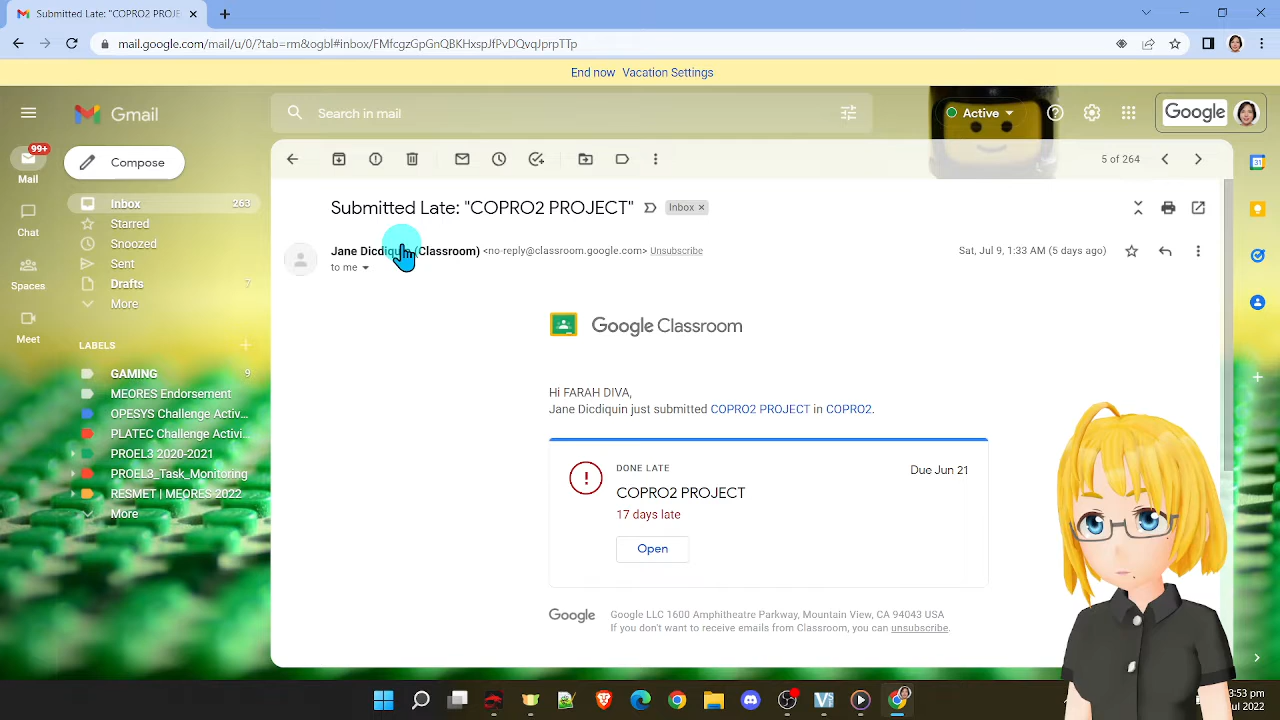 Submitted Late: "COPRO2 PROJE
mail.google.com/mail/u/0/?tab=rm&ogbl#inbox/FMfcgzGpGnQBKHxspJfPvDQvqJprpTTp
End now Vacation Settings
Gmail
Search in mail
Active
Google
99+
Mail
Compose
5 of 264
Inbox 263
Submitted Late: "COPRO2 PROJECT"
Inbox ×
Starred
Chat
Snoozed
Jane Dicdiquin (Classroom) <no-reply@classroom.google.com> Unsubscribe
Sat, Jul 9, 1:33 AM (5 days ago)
to me
Sent
Spaces
Drafts 7
More
Meet
LABELS
Google Classroom
GAMING 9
MEORES Endorsement
OPESYS Challenge Activ...
PLATEC Challenge Activi...
PROEL3 2020-2021
PROEL3_Task_Monitoring
RESMET | MEORES 2022
More
Hi FARAH DIVA,
Jane Dicdiquin just submitted COPRO2 PROJECT in COPRO2.
DONE LATE
Due Jun 21
COPRO2 PROJECT
17 days late
Open
Google
Google LLC 1600 Amphitheatre Parkway, Mountain View, CA 94043 USA
If you don't want to receive emails from Classroom, you can unsubscribe.
3:53 PM
2022